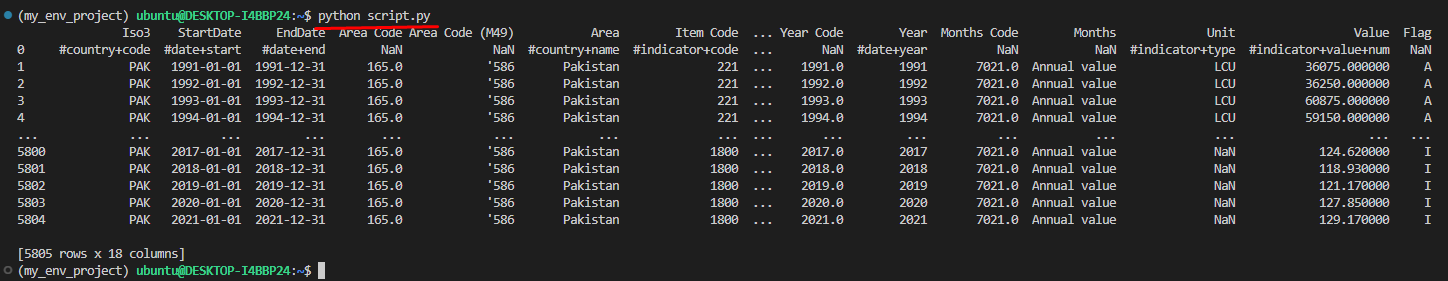 (my_env_project) ubuntu@DESKTOP-I4BBP24:~$ python script.py
Iso3 StartDate EndDate Area Code Area Code (M49) Area Item Code ... Year Code Year Months Code Months Unit Value Flag
0 #country+code #date+start #date+end NaN NaN #country+name #indicator+code ... NaN #date+year NaN NaN #indicator+type #indicator+value+num NaN
1 PAK 1991-01-01 1991-12-31 165.0 '586 Pakistan 221 ... 1991.0 1991 7021.0 Annual value LCU 36075.000000 A
2 PAK 1992-01-01 1992-12-31 165.0 '586 Pakistan 221 ... 1992.0 1992 7021.0 Annual value LCU 36250.000000 A
3 PAK 1993-01-01 1993-12-31 165.0 '586 Pakistan 221 ... 1993.0 1993 7021.0 Annual value LCU 60875.000000 A
4 PAK 1994-01-01 1994-12-31 165.0 '586 Pakistan 221 ... 1994.0 1994 7021.0 Annual value LCU 59150.000000 A
... ... ... ... ... ... ... ... ... ... ... ... ... ... ... ...
5800 PAK 2017-01-01 2017-12-31 165.0 '586 Pakistan 1800 ... 2017.0 2017 7021.0 Annual value NaN 124.620000 I
5801 PAK 2018-01-01 2018-12-31 165.0 '586 Pakistan 1800 ... 2018.0 2018 7021.0 Annual value NaN 118.930000 I
5802 PAK 2019-01-01 2019-12-31 165.0 '586 Pakistan 1800 ... 2019.0 2019 7021.0 Annual value NaN 121.170000 I
5803 PAK 2020-01-01 2020-12-31 165.0 '586 Pakistan 1800 ... 2020.0 2020 7021.0 Annual value NaN 127.850000 I
5804 PAK 2021-01-01 2021-12-31 165.0 '586 Pakistan 1800 ... 2021.0 2021 7021.0 Annual value NaN 129.170000 I
[5805 rows x 18 columns]
(my_env_project) ubuntu@DESKTOP-I4BBP24:~$